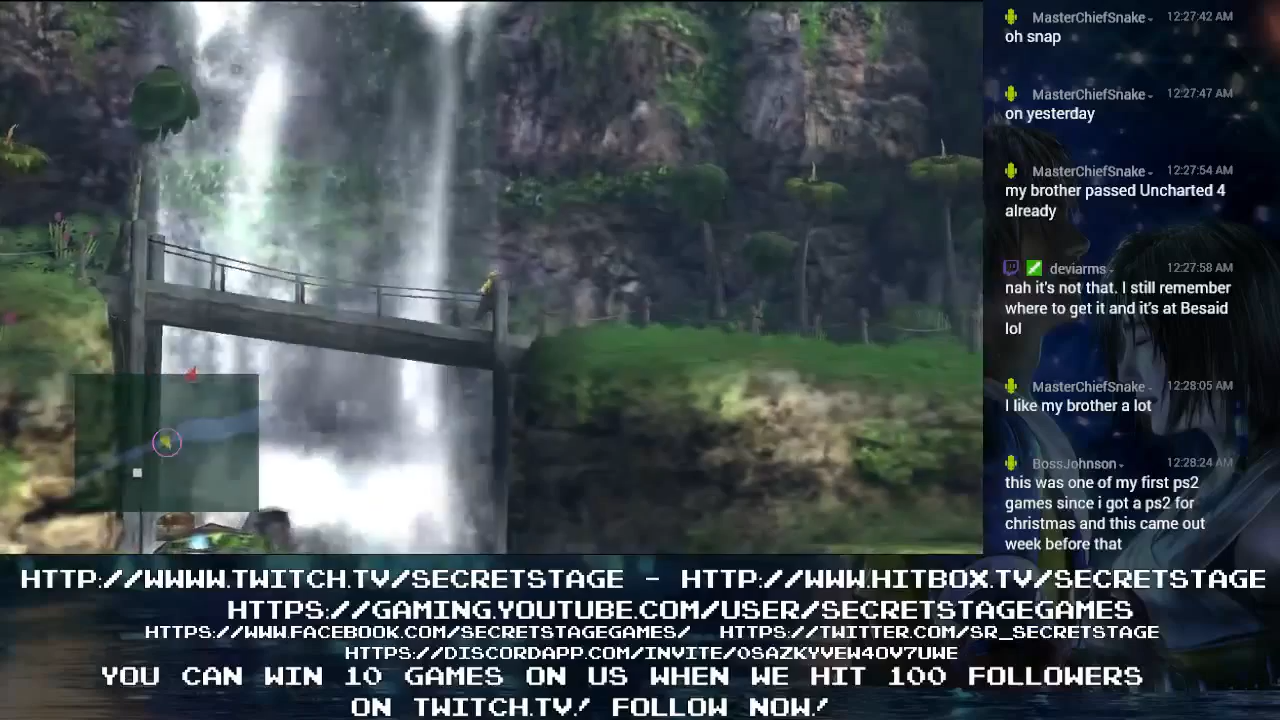 MasterChiefSnake 12:27:42 AM
oh snap
MasterChiefSnake 12:27:47 AM
on yesterday
MasterChiefSnake 12:27:54 AM
my brother passed Uncharted 4
already
deviarms 12:27:58 AM
nah it's not that. I still remember
where to get it and it's at Besaid
lol
MasterChiefSnake 12:28:05 AM
I like my brother a lot
BossJohnson 12:28:24 AM
this was one of my first ps2
games since i got a ps2 for
christmas and this came out
week before that
HTTP://WWWW.TWITCH.TV/SECRETSTAGE - HTTP://WWW.HITBOX.TV/SECRETSTAGE
HTTPS://GAMING.YOUTUBE.COM/USER/SECRETSTAGEGAMES
HTTPS://WWW.FACEBOOK.COM/SECRETSTAGEGAMES/ HTTPS://TWITTER.COM/SR_SECRETSTAGE
HTTPS://DISCORDAPP.COM/INVITE/0SAZKYVEW4OV7UWE
YOU CAN WIN 10 GAMES ON US WHEN WE HIT 100 FOLLOWERS
ON TWITCH.TV! FOLLOW NOW!